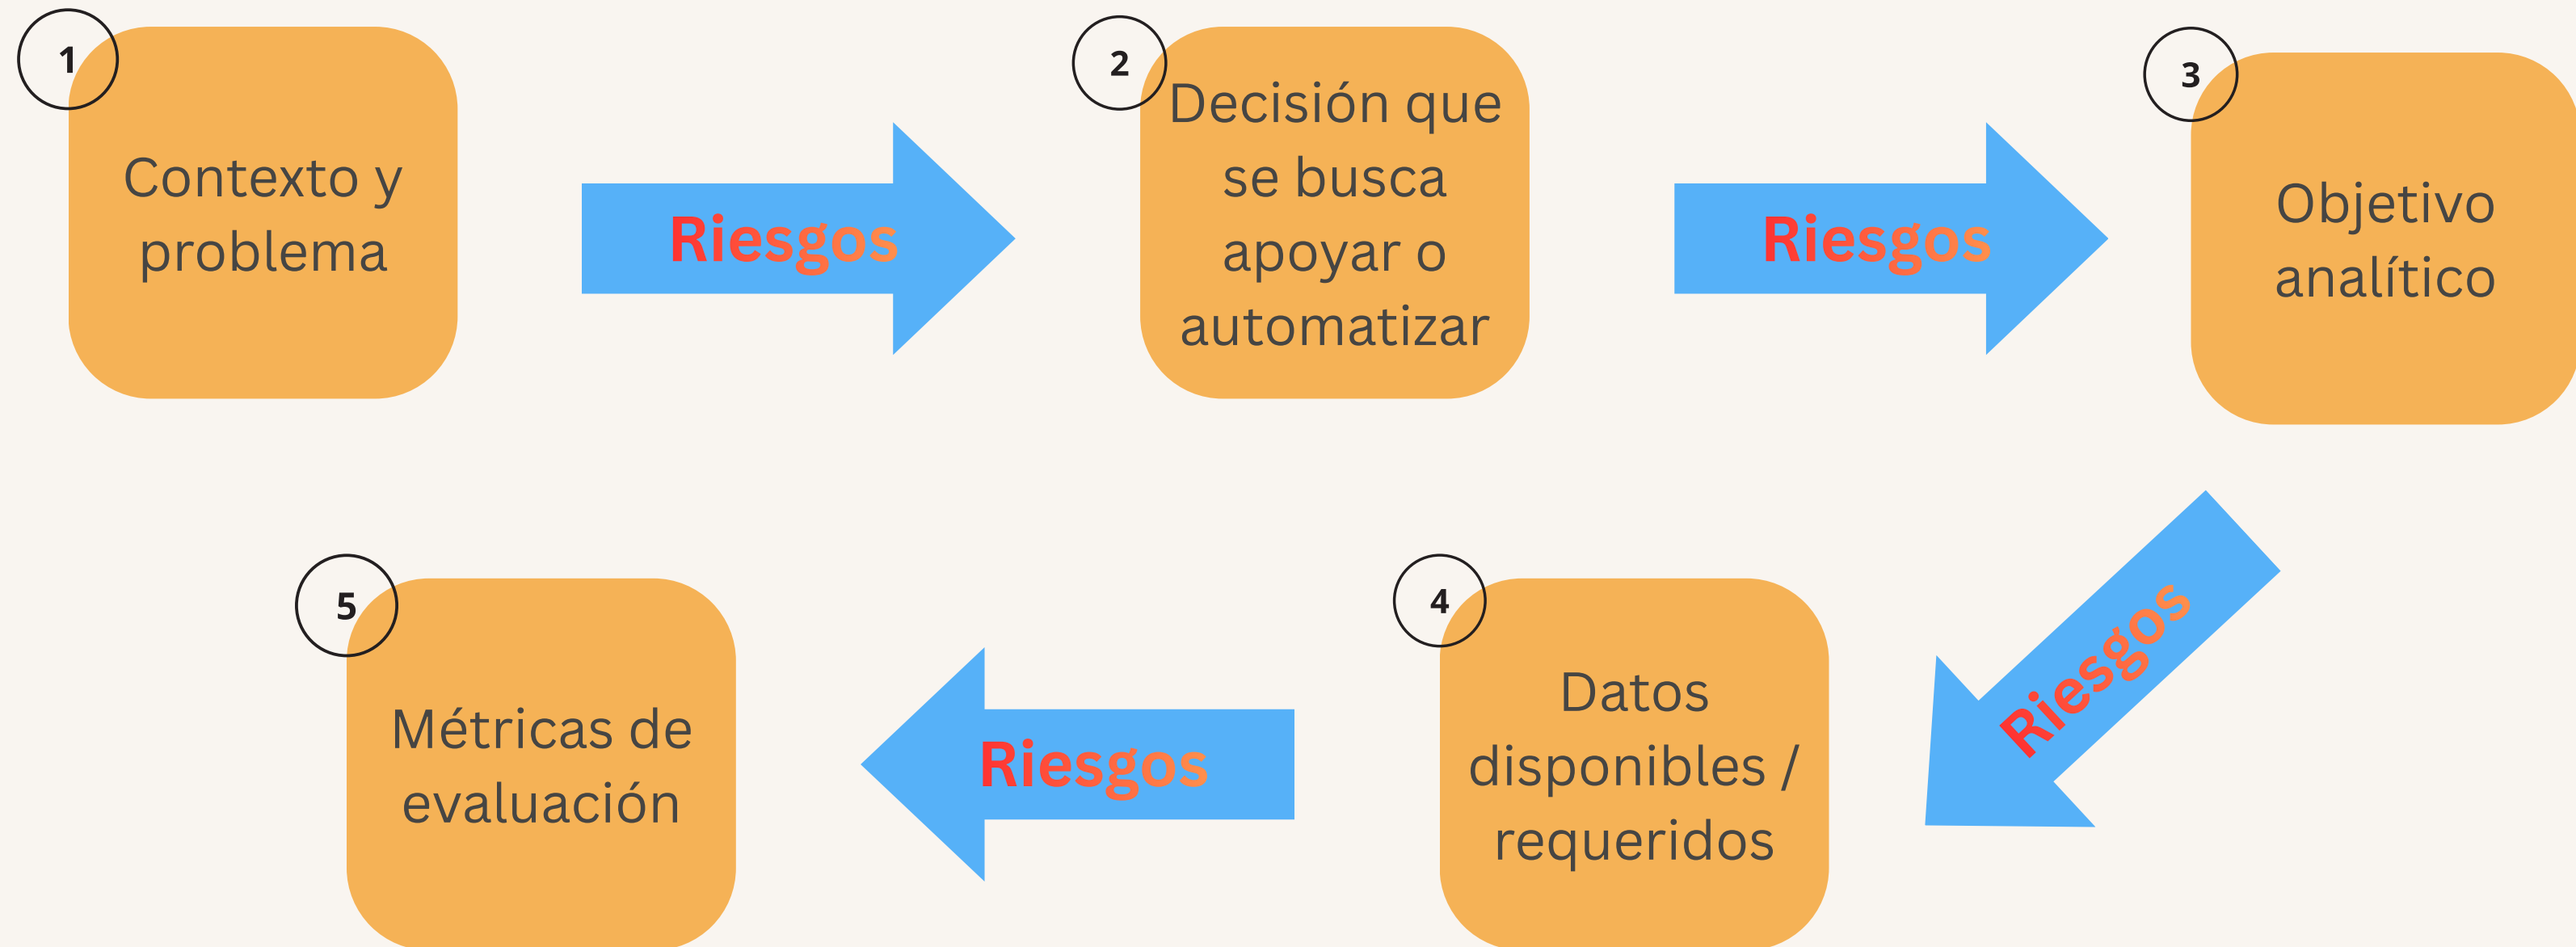 1
Contexto y
problema
Riesgos
2
Decisión que
se busca
apoyar o
automatizar
Riesgos
3
Objetivo
analítico
Riesgos
4
Datos
disponibles /
requeridos
Riesgos
5
Métricas de
evaluación